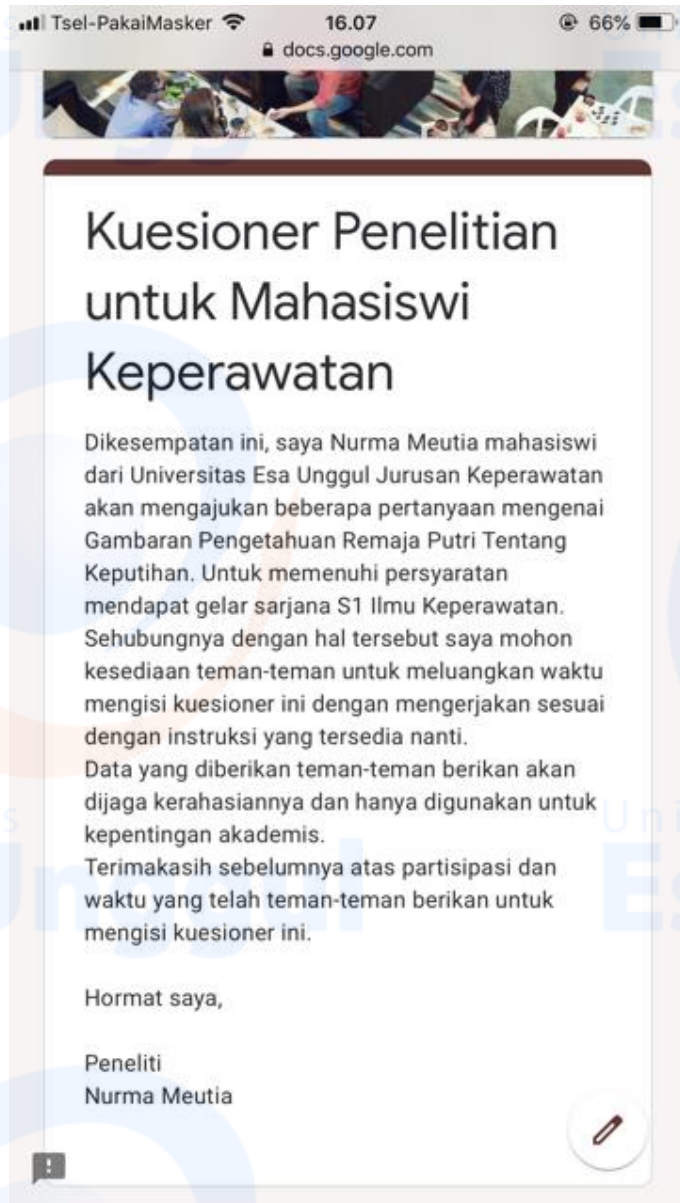 Tsel-PakaiMasker 16.07 66%
docs.google.com
Kuesioner Penelitian
untuk Mahasiswi
Keperawatan
Dikesempatan ini, saya Nurma Meutia mahasiswi
dari Universitas Esa Unggul Jurusan Keperawatan
akan mengajukan beberapa pertanyaan mengenai
Gambaran Pengetahuan Remaja Putri Tentang
Keputihan. Untuk memenuhi persyaratan
mendapat gelar sarjana S1 Ilmu Keperawatan.
Sehubungnya dengan hal tersebut saya mohon
kesediaan teman-teman untuk meluangkan waktu
mengisi kuesioner ini dengan mengerjakan sesuai
dengan instruksi yang tersedia nanti.
Data yang diberikan teman-teman berikan akan
dijaga kerahasiannya dan hanya digunakan untuk
kepentingan akademis.
Terimakasih sebelumnya atas partisipasi dan
waktu yang telah teman-teman berikan untuk
mengisi kuesioner ini.
Hormat saya,
Peneliti
Nurma Meutia